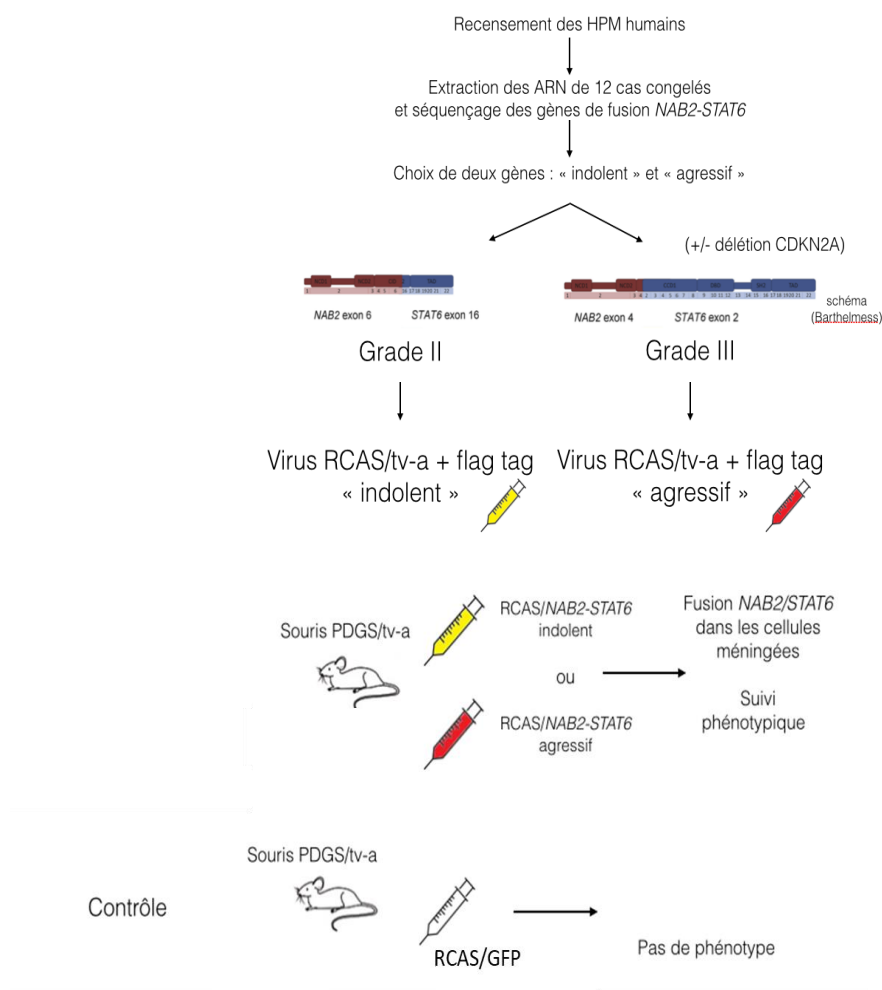 Recensement des HPM humains
Extraction des ARN de 12 cas congelés
et séquençage des gènes de fusion NAB2-STAT6
Choix de deux gènes : « indolent » et « agressif »
(+/- délétion CDKN2A)
NAB2 exon 6 STAT6 exon 16
NAB2 exon 4 STAT6 exon 2
schéma
(Barthelmess)
Grade II
Grade III
Virus RCAS/tv-a + flag tag
« indolent »
Virus RCAS/tv-a + flag tag
« agressif »
Souris PDGS/tv-a
RCAS/NAB2-STAT6
indolent
ou
RCAS/NAB2-STAT6
agressif
Fusion NAB2/STAT6
dans les cellules
méningées
Suivi
phénotypique
Contrôle
Souris PDGS/tv-a
RCAS/GFP
Pas de phénotype